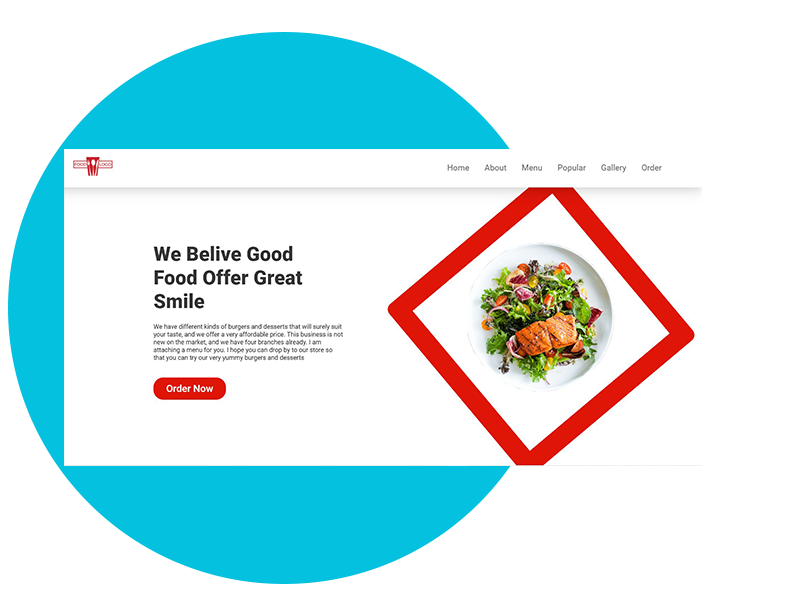 FOOD LOGO
Home About Menu Popular Gallery Order
We Belive Good
Food Offer Great
Smile
We have different kinds of burgers and desserts that will surely suit
your taste, and we offer a very affordable price. This business is not
new on the market, and we have four branches already. I am
attaching a menu for you. I hope you can drop by to our store so
that you can try our very yummy burgers and desserts
Order Now